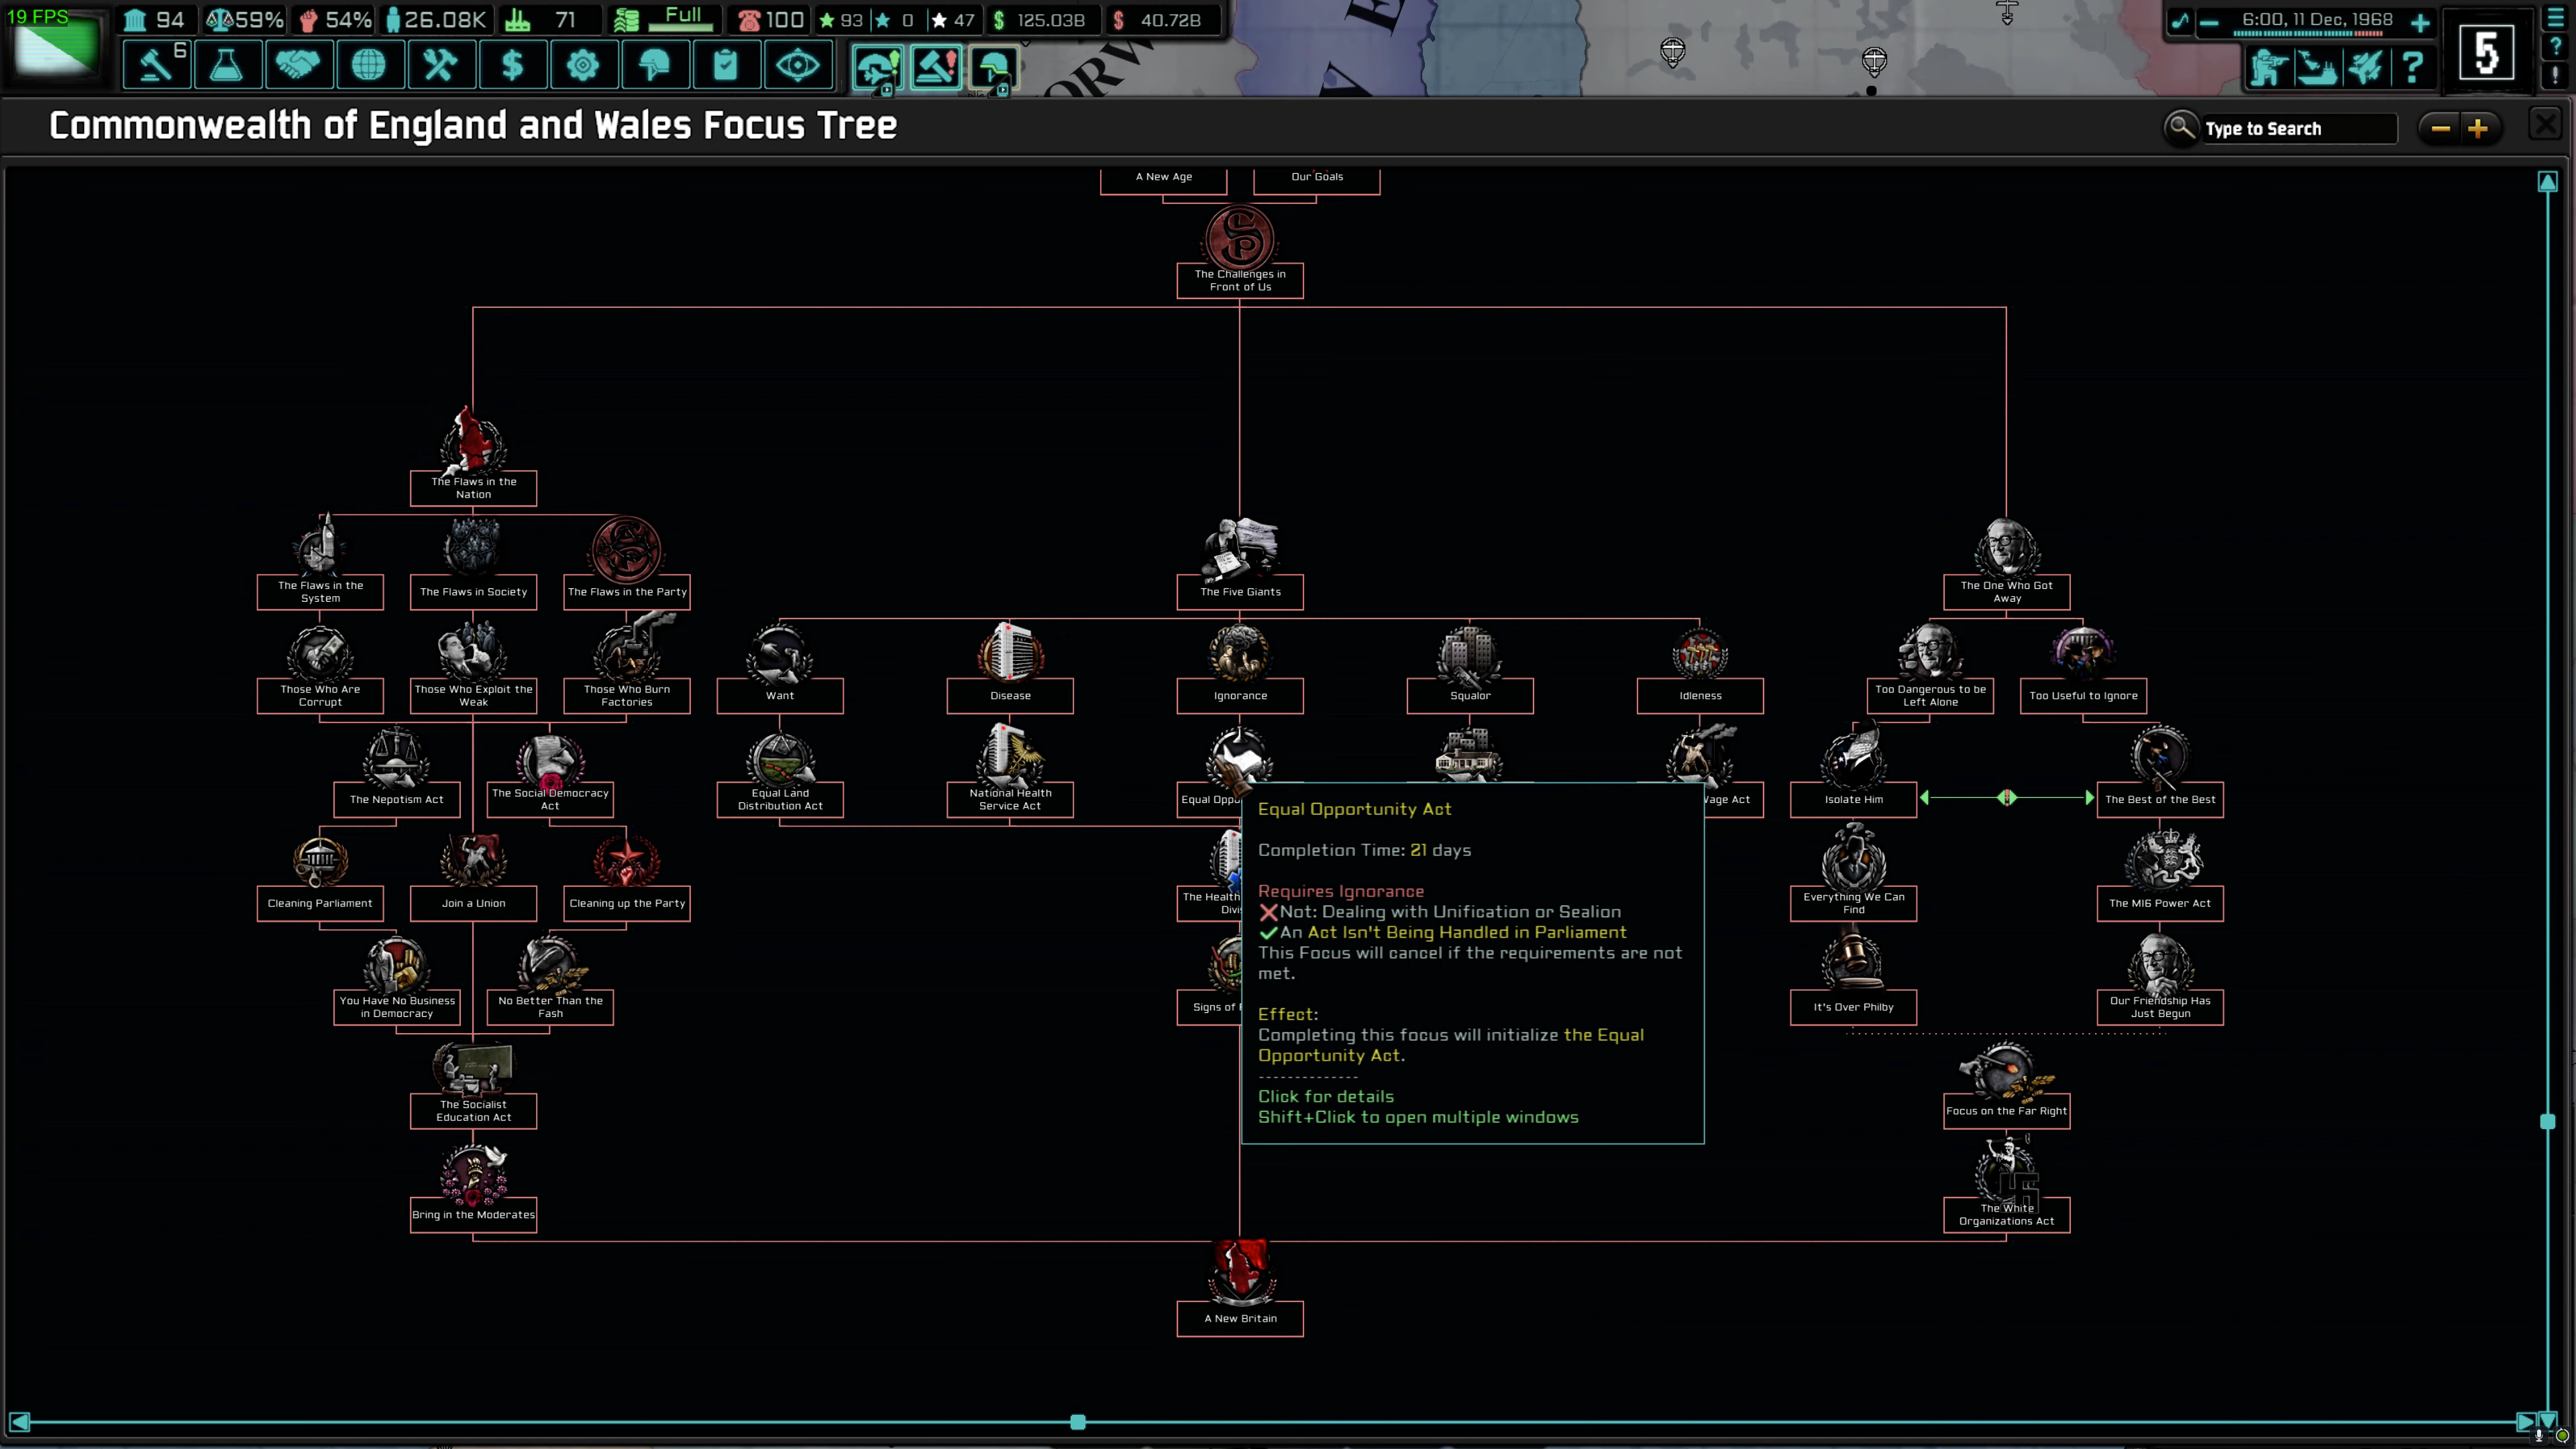 19 FPS
94
59%
54%
26.08K
71
Full
100
93
0
47
$ 125.03B
$ 40.72B
6:00, 11 Dec, 1968
6
5
Commonwealth of England and Wales Focus Tree
Type to Search
A New Age
Our Goals
The Challenges in
Front of Us
The Flaws in the
Nation
The Flaws in the
System
The Flaws in Society
The Flaws in the Party
The Five Giants
The One Who Got
Away
Those Who Are
Corrupt
Those Who Exploit the
Weak
Those Who Burn
Factories
Want
Disease
Ignorance
Squalor
Idleness
Too Dangerous to be
Left Alone
Too Useful to Ignore
The Nepotism Act
The Social Democracy
Act
Equal Land
Distribution Act
National Health
Service Act
Equal Oppo
Wage Act
Isolate Him
The Best of the Best
Cleaning Parliament
Join a Union
Cleaning up the Party
The Health
Divis
Everything We Can
Find
The MI6 Power Act
You Have No Business
in Democracy
No Better Than the
Fash
Signs of
It's Over Philby
Our Friendship Has
Just Begun
The Socialist
Education Act
Focus on the Far Right
Bring in the Moderates
The White
Organizations Act
A New Britain
Equal Opportunity Act
Completion Time: 21 days
Requires Ignorance
Not: Dealing with Unification or Sealion
An Act Isn't Being Handled in Parliament
This Focus will cancel if the requirements are not
met.
Effect:
Completing this focus will initialize the Equal
Opportunity Act.
--------------
Click for details
Shift+Click to open multiple windows